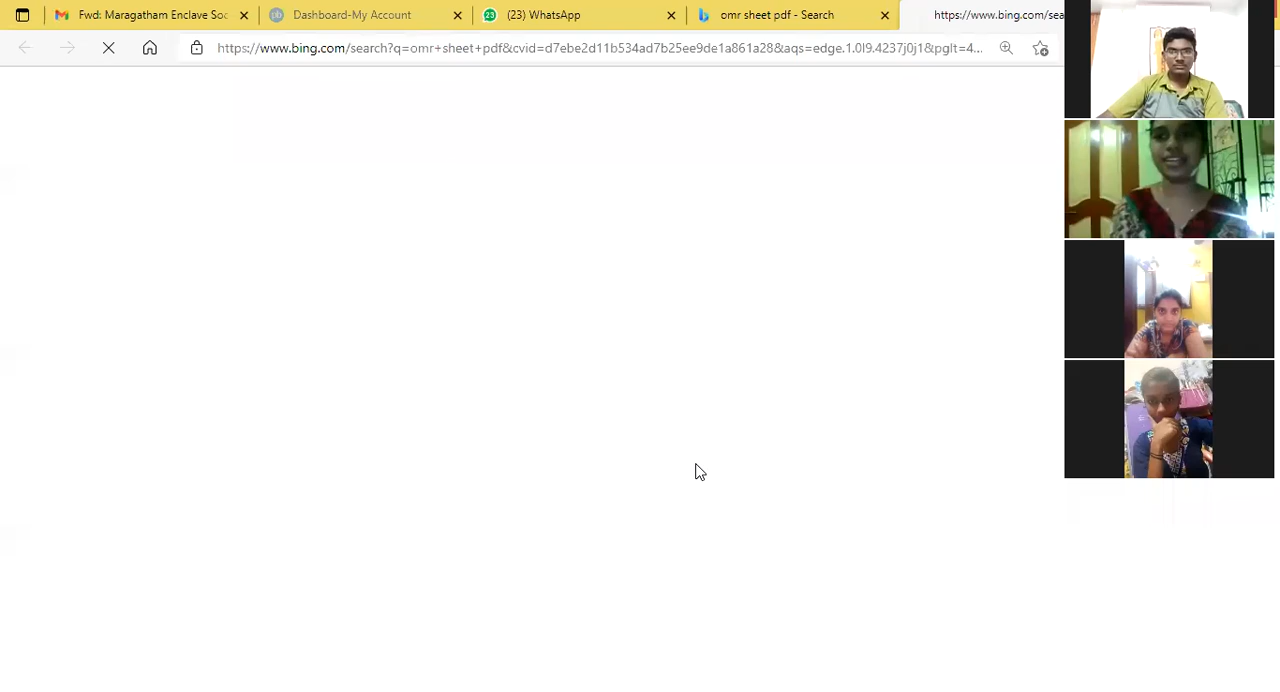 Fwd: Maragatham Enclave Soc
Dashboard-My Account
(23) WhatsApp
omr sheet pdf - Search
https://www.bing.com/sea
https://www.bing.com/search?q=omr+sheet+pdf&cvid=d7ebe2d11b534ad7b25ee9de1a861a28&aqs=edge.1.0l9.4237j0j1&pglt=4...